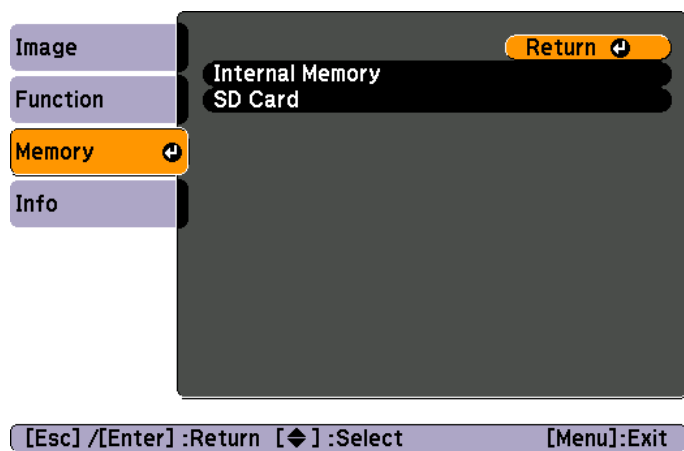 Image
Function
Memory
Info
Return
Internal Memory
SD Card
[Esc] /[Enter] :Return [◆] :Select [Menu]:Exit